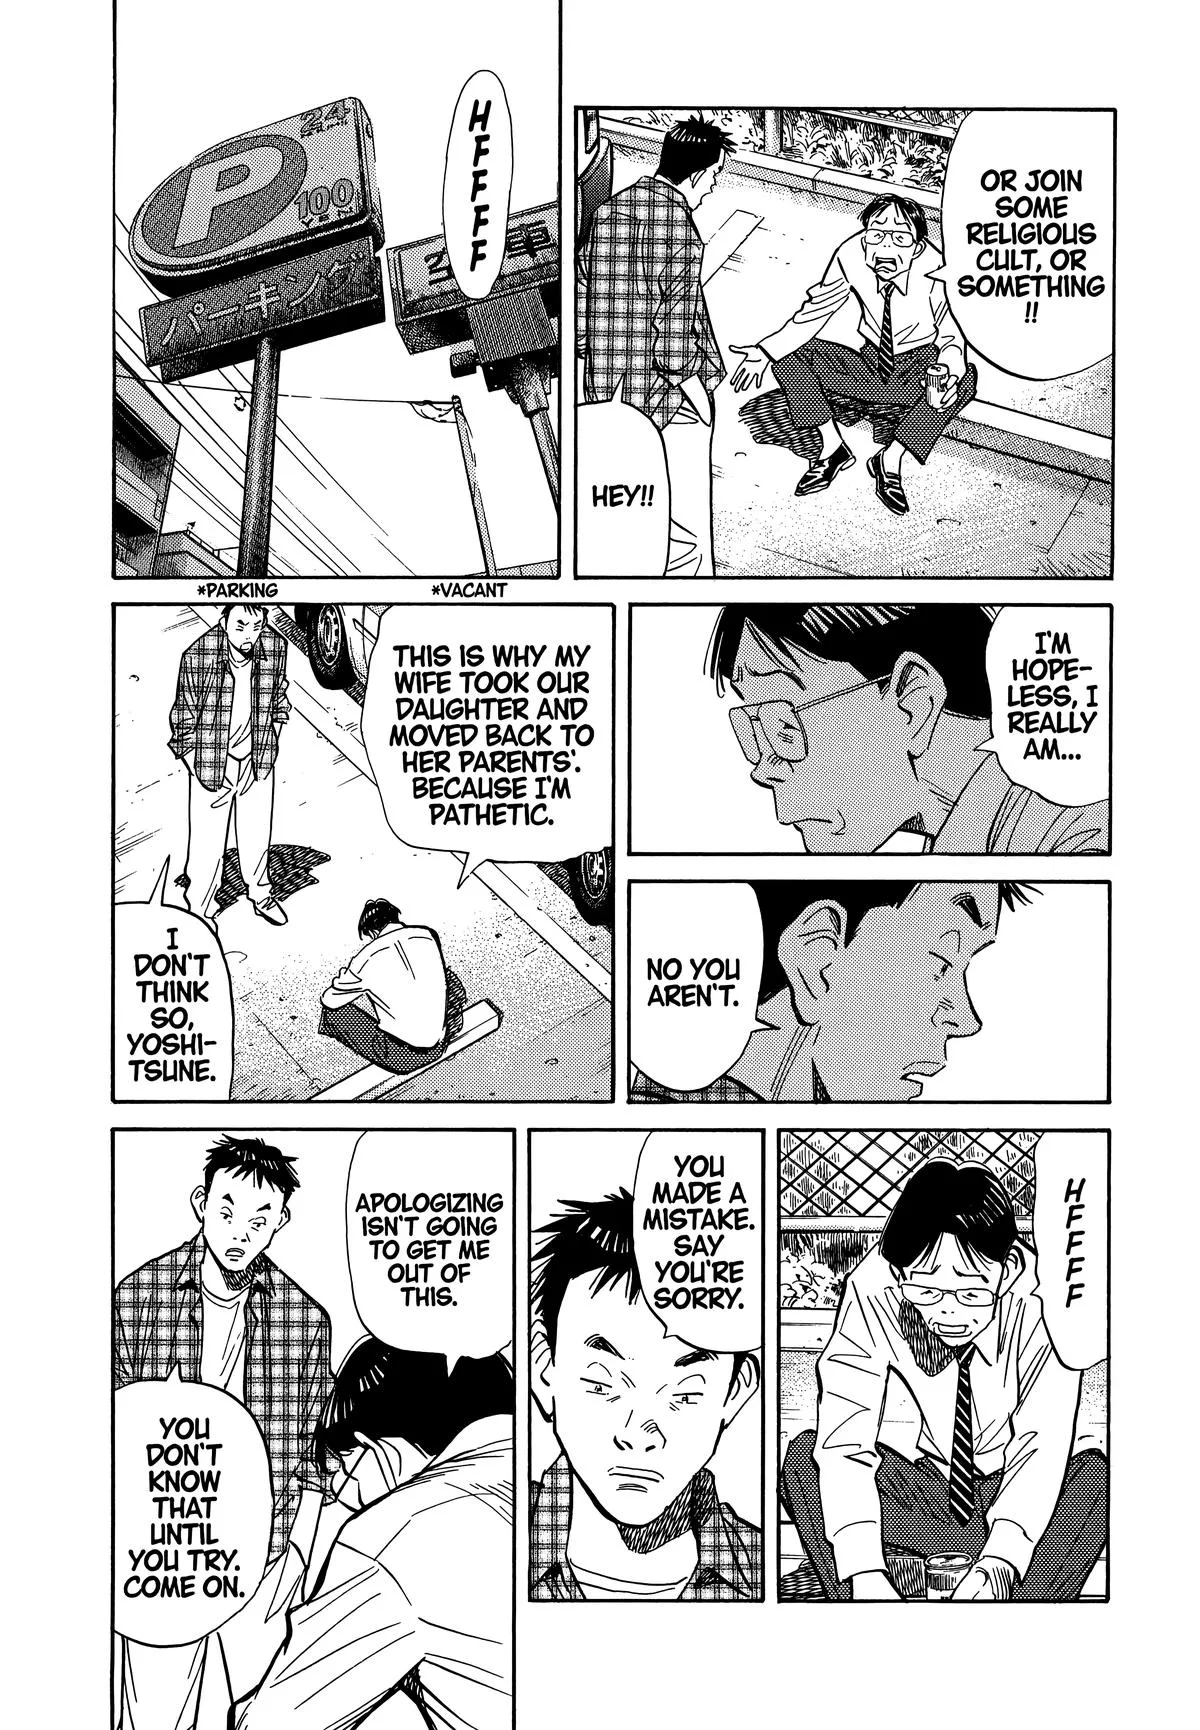 OR JOIN
SOME
RELIGIOUS
CULT, OR
SOMETHING
!!
HEY!!
HFFFF
24
100
YEN
P
パーキング
空車
*PARKING
*VACANT
I'M
HOPE-
LESS, I
REALLY
AM...
NO YOU
AREN'T.
THIS IS WHY MY
WIFE TOOK OUR
DAUGHTER AND
MOVED BACK TO
HER PARENTS'.
BECAUSE I'M
PATHETIC.
I
DON'T
THINK
SO,
YOSHI-
TSUNE.
HFFFF
YOU
MADE A
MISTAKE.
SAY
YOU'RE
SORRY.
APOLOGIZING
ISN'T GOING
TO GET ME
OUT OF
THIS.
YOU
DON'T
KNOW
THAT
UNTIL
YOU TRY.
COME ON.